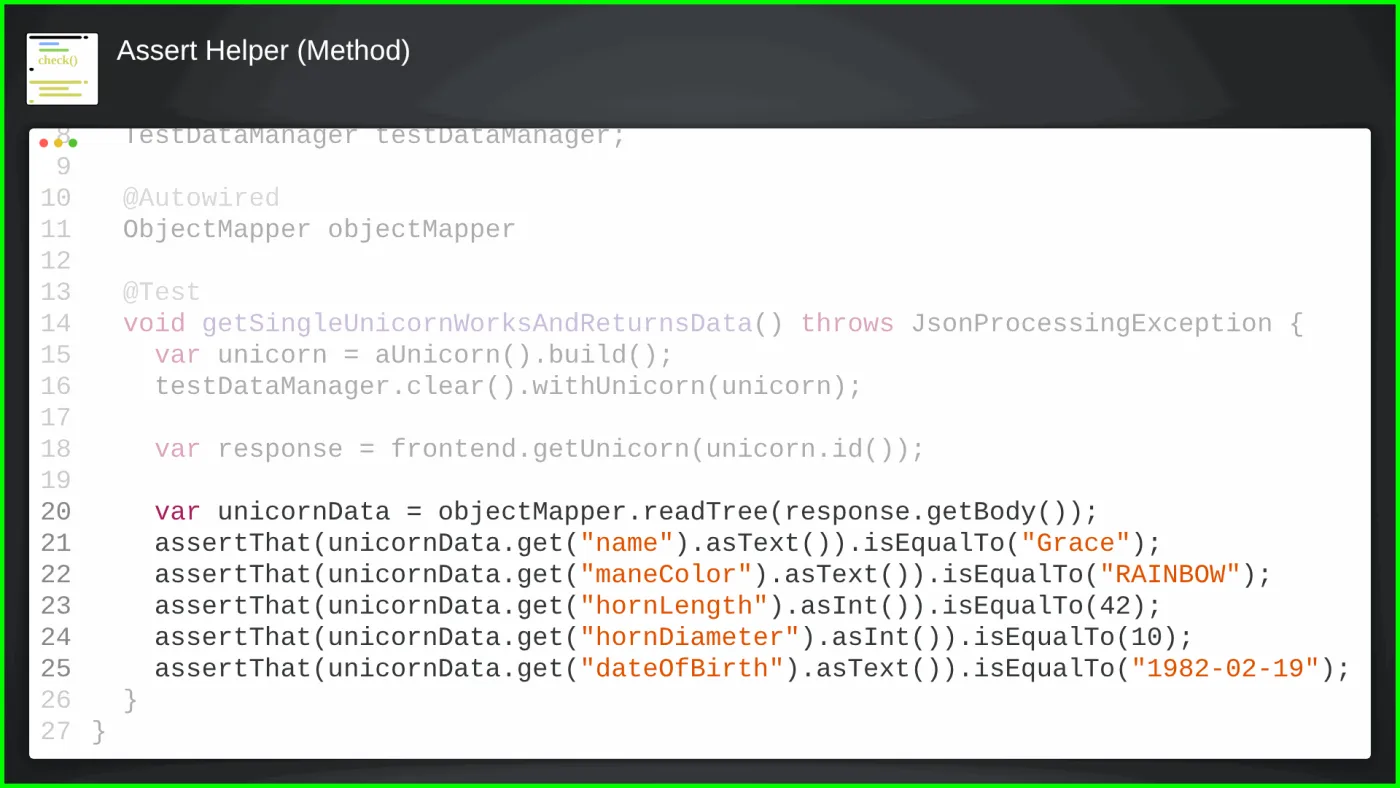 check()
Assert Helper (Method)
8 TestDataManager testDataManager;
9
10 @Autowired
11 ObjectMapper objectMapper
12
13 @Test
14 void getSingleUnicornWorksAndReturnsData() throws JsonProcessingException {
15 var unicorn = aUnicorn().build();
16 testDataManager.clear().withUnicorn(unicorn);
17
18 var response = frontend.getUnicorn(unicorn.id());
19
20 var unicornData = objectMapper.readTree(response.getBody());
21 assertThat(unicornData.get("name").asText()).isEqualTo("Grace");
22 assertThat(unicornData.get("maneColor").asText()).isEqualTo("RAINBOW");
23 assertThat(unicornData.get("hornLength").asInt()).isEqualTo(42);
24 assertThat(unicornData.get("hornDiameter").asInt()).isEqualTo(10);
25 assertThat(unicornData.get("dateOfBirth").asText()).isEqualTo("1982-02-19");
26 }
27 }